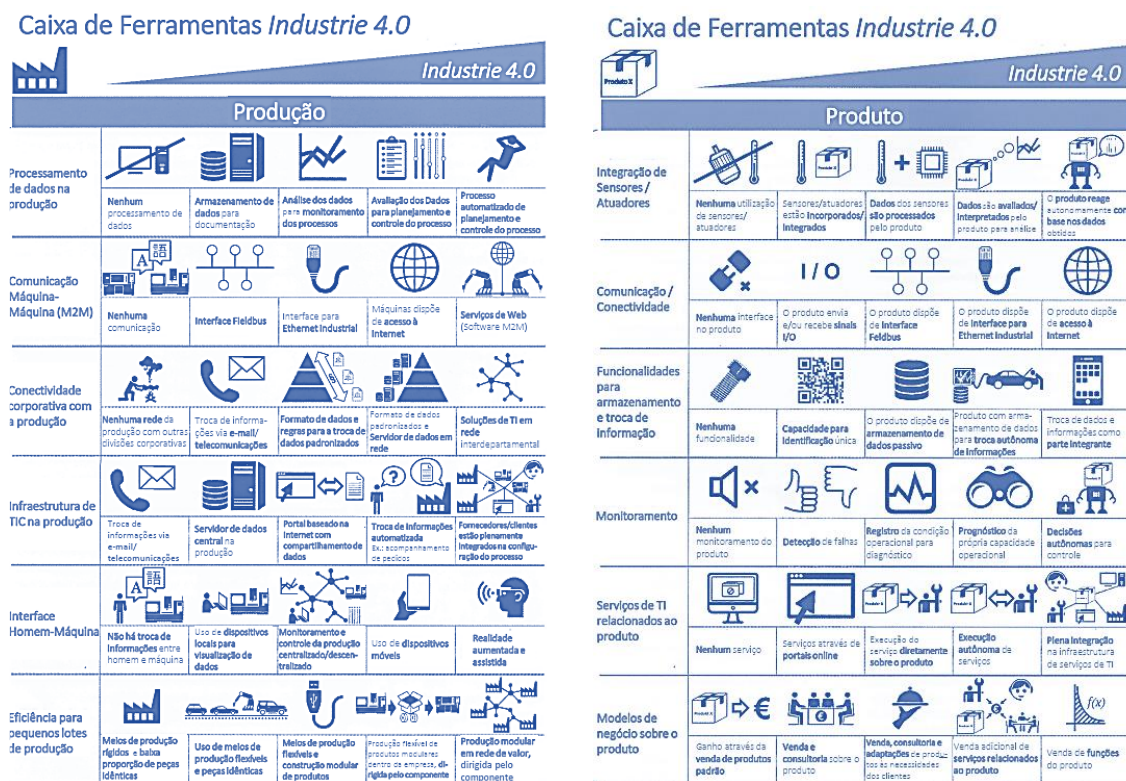 Caixa de Ferramentas Industrie 4.0
Industrie 4.0
Produção
Processamento
de dados na
produção
Nenhum
processamento de
dados
Armazenamento de
dados para
documentação
Análise dos dados
para monitoramento
dos processos
Avaliação dos Dados
para planejamento e
controle do processo
Processo
automatizado de
planejamento e
controle do processo
Comunicação
Máquina-
Máquina (M2M)
A 語
Nenhuma
comunicação
Interface Fieldbus
Interface para
Ethernet Industrial
Máquinas dispõe
de acesso à
Internet
Serviços de Web
(Software M2M)
Conectividade
corporativa com
a produção
Nenhuma rede da
produção com outras
divisões corporativas
Troca de informa-
ções via e-mail/
telecomunicações
§
Formato de dados e
regras para a troca de
dados padronizados
Formato de dados
padronizados e
Servidor de dados em
rede
Soluções de TI em
rede
interdepartamental
Infraestrutura de
TIC na produção
Troca de
informações via
e-mail/
telecomunicações
Servidor de dados
central na
produção
Portal baseado na
Internet com
compartilhamento de
dados
?
Troca de informações
automatizada
Ex.: acompanhamento
de pedidos
Fornecedores/clientes
estão plenamente
integrados na configu-
ração do processo
Interface
Homem-Máquina
A 語
Não há troca de
informações entre
homem e máquina
Uso de dispositivos
locais para
visualização de
dados
Monitoramento e
controle da produção
centralizado/descen-
tralizado
Uso de dispositivos
móveis
Realidade
aumentada e
assistida
Eficiência para
pequenos lotes
de produção
Meios de produção
rígidos e baixa
proporção de peças
idênticas
Uso de meios de
produção flexíveis
e peças idênticas
Meios de produção
flexíveis e
construção modular
de produtos
Produção flexível de
produtos modulares
dentro de empresa, di-
rigida pelo componente
Produção modular
em rede de valor,
dirigida pelo
componente
Caixa de Ferramentas Industrie 4.0
Produto X
Industrie 4.0
Produto
Integração de
Sensores /
Atuadores
Nenhuma utilização
de sensores/
atuadores
Sensores/atuadores
estão incorporados/
integrados
+
Dados dos sensores
são processados
pelo produto
Dados são avaliados/
interpretados pelo
produto para análise
O produto reage
autonomamente com
base nos dados
obtidos
Comunicação /
Conectividade
Nenhuma interface
no produto
I / O
O produto envia
e/ou recebe sinais
I/O
O produto dispõe
de Interface
Feldbus
O produto dispõe
de interface para
Ethernet Industrial
O produto dispõe
de acesso à
Internet
Funcionalidades
para
armazenamento
e troca de
informação
Nenhuma
funcionalidade
Capacidade para
identificação única
O produto dispõe de
armazenamento de
dados passivo
Produto com arma-
zenamento de dados
para troca autônoma
de informações
Troca de dados e
informações como
parte integrante
Monitoramento
Nenhum
monitoramento do
produto
Detecção de falhas
Registro da condição
operacional para
diagnóstico
Prognóstico da
própria capacidade
operacional
Decisões
autônomas para
controle
Serviços de TI
relacionados ao
produto
Nenhum serviço
Serviços através de
portais online
Execução do
serviço diretamente
sobre o produto
Execução
autônoma de
serviços
Plena integração
na infraestrutura
de serviços de TI
Modelos de
negócio sobre o
produto
€
Ganho através da
venda de produtos
padrão
€
Venda e
consultoria sobre o
produto
Venda, consultoria e
adaptações de produ-
tos as necessidades
dos clientes
€
Venda adicional de
serviços relacionados
ao produto
f(x)
Venda de funções
do produto